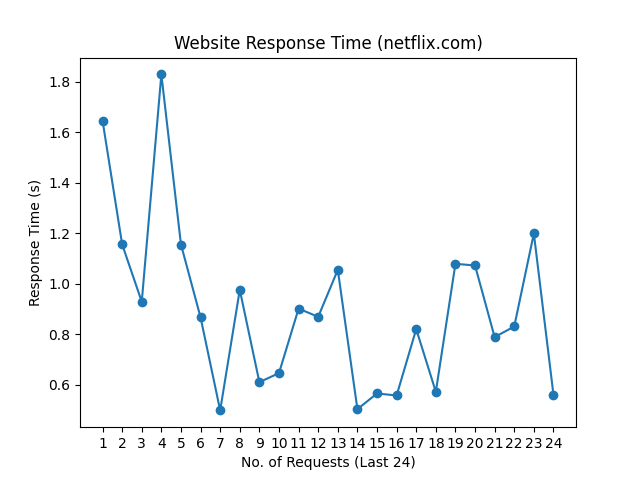 Website Response Time (netflix.com)
Response Time (s)
1.8
1.6
1.4
1.2
1.0
0.8
0.6
1 2 3 4 5 6 7 8 9 10 11 12 13 14 15 16 17 18 19 20 21 22 23 24
No. of Requests (Last 24)